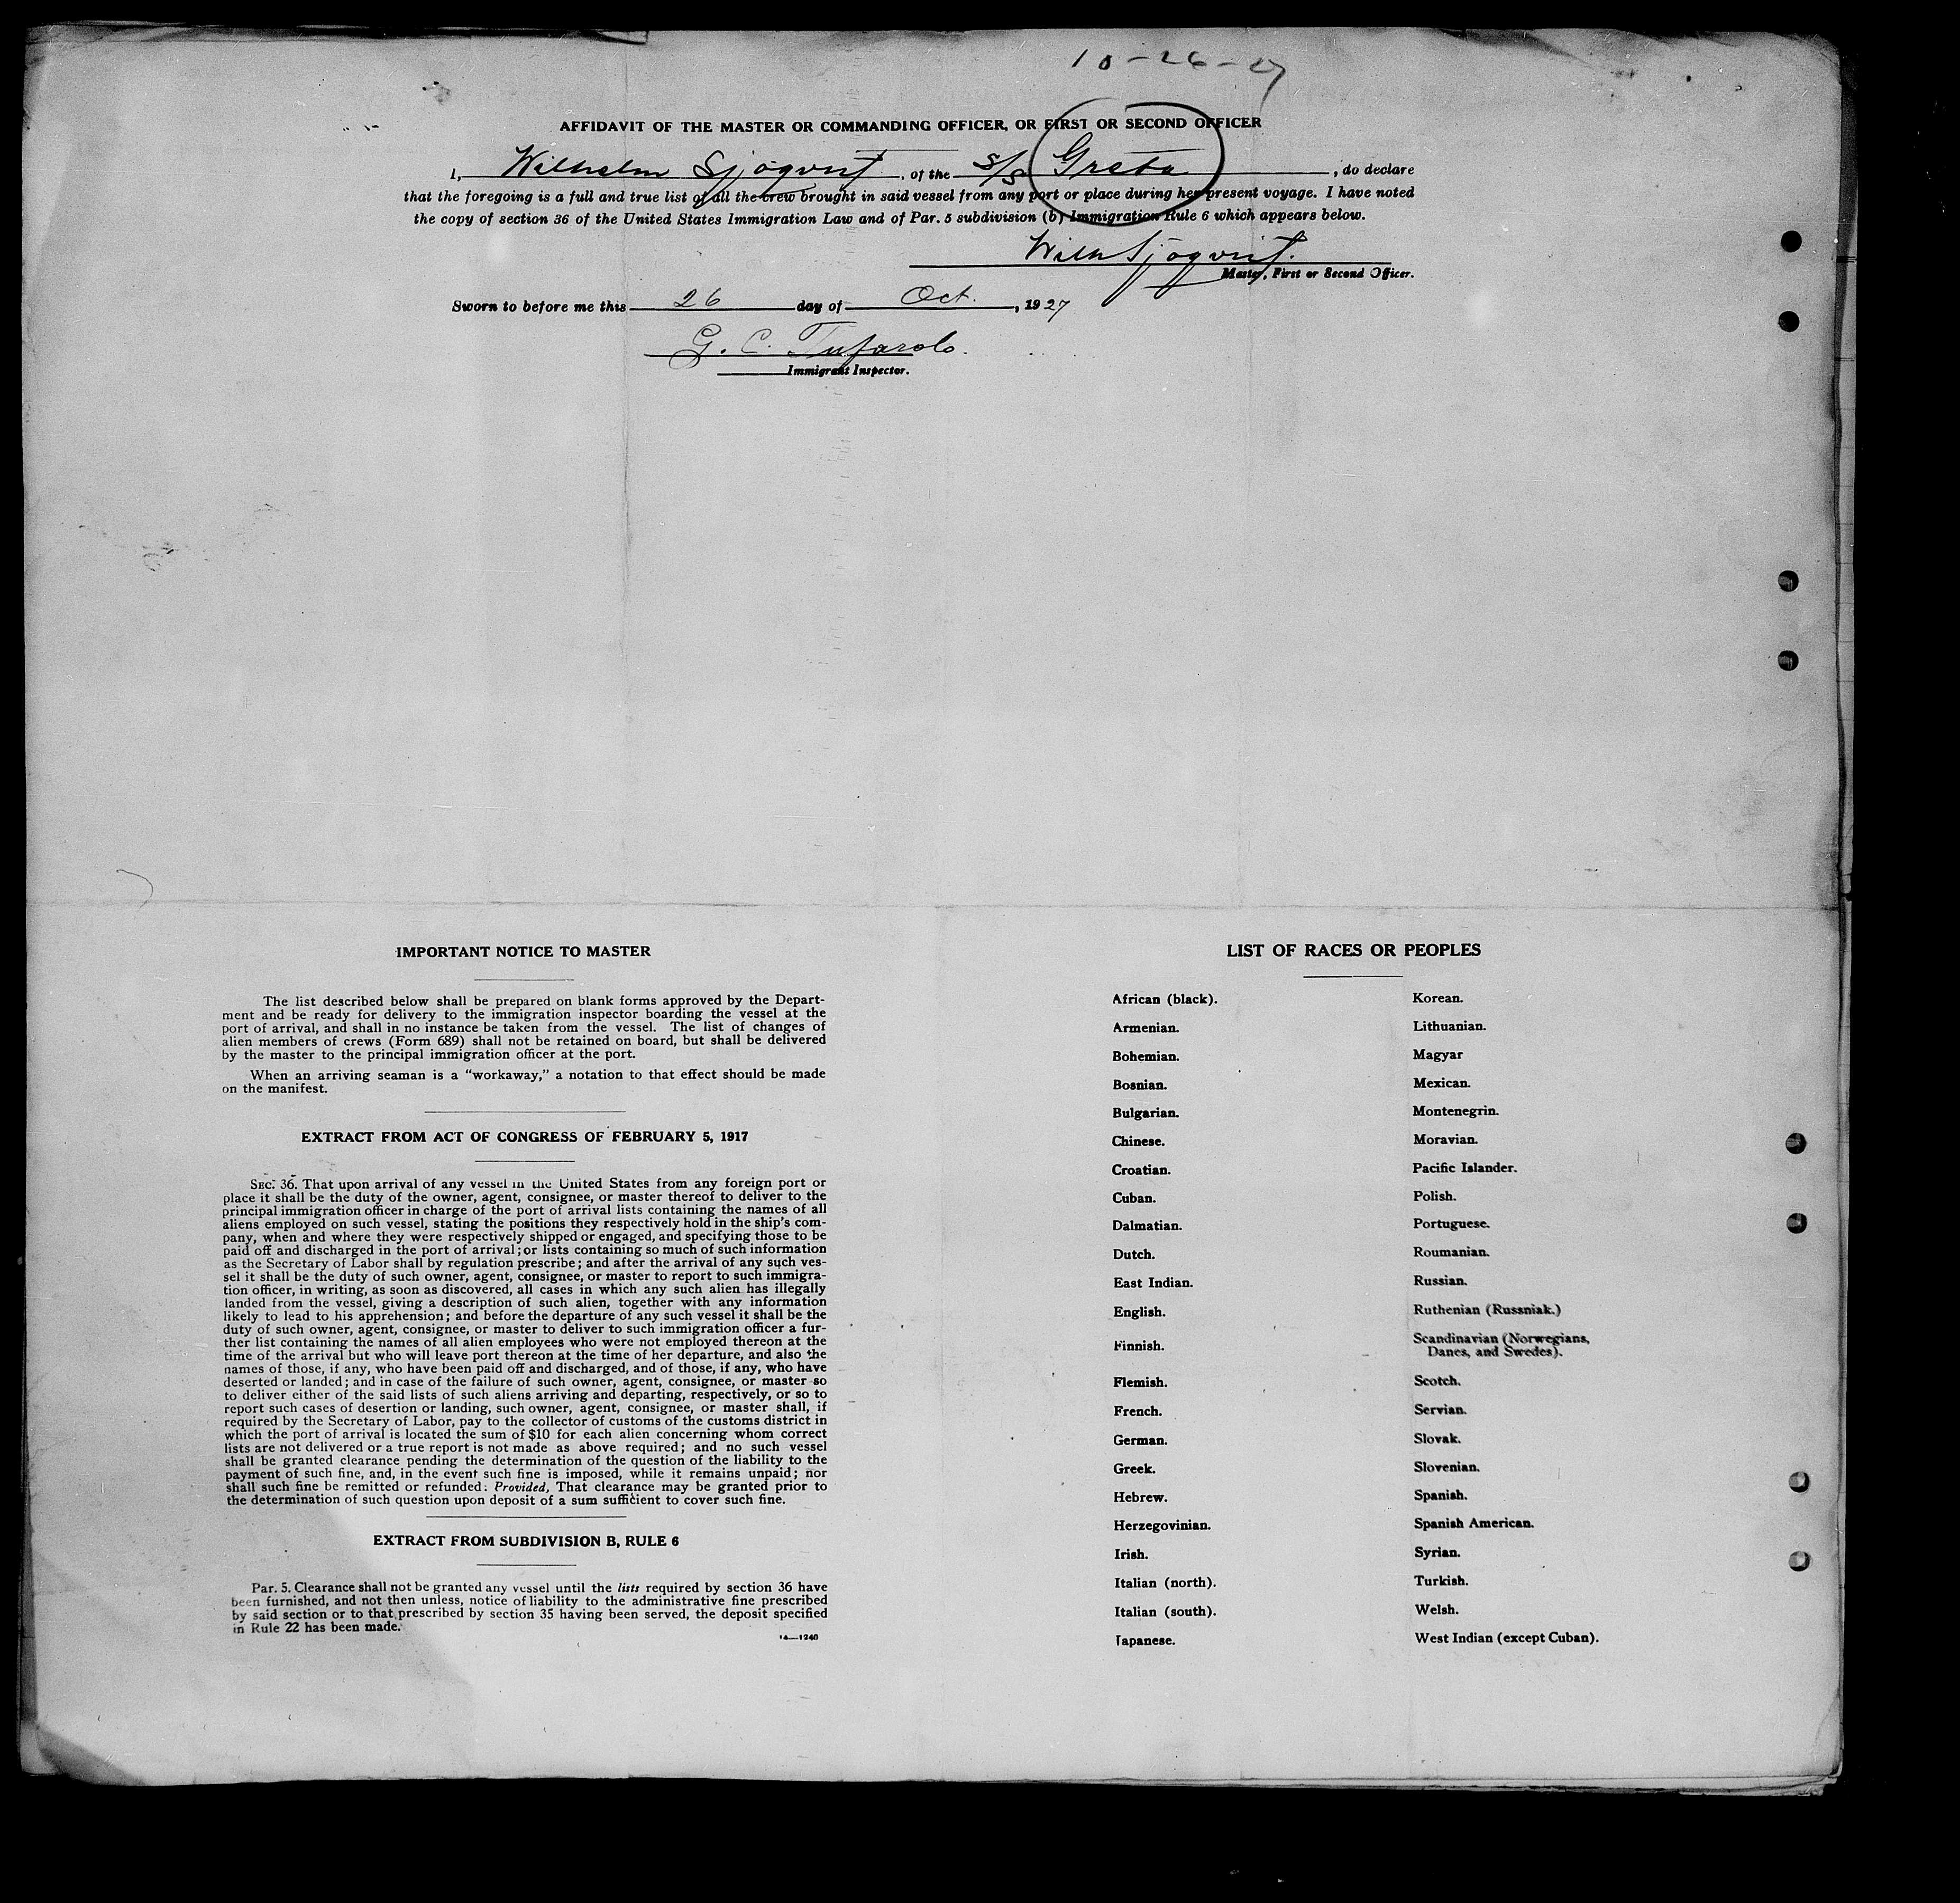 10-26-27
AFFIDAVIT OF THE MASTER OR COMMANDING OFFICER, OR FIRST OR SECOND OFFICER
I, Wilhelm Sjöqvist, of the S/S Greta, do declare
that the foregoing is a full and true list of all the crew brought in said vessel from any port or place during her present voyage. I have noted
the copy of section 36 of the United States Immigration Law and of Par. 5 subdivision (b) Immigration Rule 6 which appears below.
Wilh Sjöqvist.
Master, First or Second Officer.
Sworn to before me this 26 day of Oct., 1927
G. C. Tufarolo.
Immigrant Inspector.
IMPORTANT NOTICE TO MASTER
The list described below shall be prepared on blank forms approved by the Depart-
ment and be ready for delivery to the immigration inspector boarding the vessel at the
port of arrival, and shall in no instance be taken from the vessel. The list of changes of
alien members of crews (Form 689) shall not be retained on board, but shall be delivered
by the master to the principal immigration officer at the port.
When an arriving seaman is a "workaway," a notation to that effect should be made
on the manifest.
EXTRACT FROM ACT OF CONGRESS OF FEBRUARY 5, 1917
SEC. 36. That upon arrival of any vessel in the United States from any foreign port or
place it shall be the duty of the owner, agent, consignee, or master thereof to deliver to the
principal immigration officer in charge of the port of arrival lists containing the names of all
aliens employed on such vessel, stating the positions they respectively hold in the ship's com-
pany, when and where they were respectively shipped or engaged, and specifying those to be
paid off and discharged in the port of arrival; or lists containing so much of such information
as the Secretary of Labor shall by regulation prescribe; and after the arrival of any such ves-
sel it shall be the duty of such owner, agent, consignee, or master to report to such immigra-
tion officer, in writing, as soon as discovered, all cases in which any such alien has illegally
landed from the vessel, giving a description of such alien, together with any information
likely to lead to his apprehension; and before the departure of any such vessel it shall be the
duty of such owner, agent, consignee, or master to deliver to such immigration officer a fur-
ther list containing the names of all alien employees who were not employed thereon at the
time of the arrival but who will leave port thereon at the time of her departure, and also the
names of those, if any, who have been paid off and discharged, and of those, if any, who have
deserted or landed; and in case of the failure of such owner, agent, consignee, or master so
to deliver either of the said lists of such aliens arriving and departing, respectively, or so to
report such cases of desertion or landing, such owner, agent, consignee, or master shall, if
required by the Secretary of Labor, pay to the collector of customs of the customs district in
which the port of arrival is located the sum of $10 for each alien concerning whom correct
lists are not delivered or a true report is not made as above required; and no such vessel
shall be granted clearance pending the determination of the question of the liability to the
payment of such fine, and, in the event such fine is imposed, while it remains unpaid; nor
shall such fine be remitted or refunded: Provided, That clearance may be granted prior to
the determination of such question upon deposit of a sum sufficient to cover such fine.
EXTRACT FROM SUBDIVISION B, RULE 6
Par. 5. Clearance shall not be granted any vessel until the lists required by section 36 have
been furnished, and not then unless, notice of liability to the administrative fine prescribed
by said section or to that prescribed by section 35 having been served, the deposit specified
in Rule 22 has been made.
14—1240
LIST OF RACES OR PEOPLES
African (black).
Armenian.
Bohemian.
Bosnian.
Bulgarian.
Chinese.
Croatian.
Cuban.
Dalmatian.
Dutch.
East Indian.
English.
Finnish.
Flemish.
French.
German.
Greek.
Hebrew.
Herzegovinian.
Irish.
Italian (north).
Italian (south).
Japanese.
Korean.
Lithuanian.
Magyar
Mexican.
Montenegrin.
Moravian.
Pacific Islander.
Polish.
Portuguese.
Roumanian.
Russian.
Ruthenian (Russniak.)
Scandinavian (Norwegians,
Danes, and Swedes).
Scotch.
Servian.
Slovak.
Slovenian.
Spanish.
Spanish American.
Syrian.
Turkish.
Welsh.
West Indian (except Cuban).